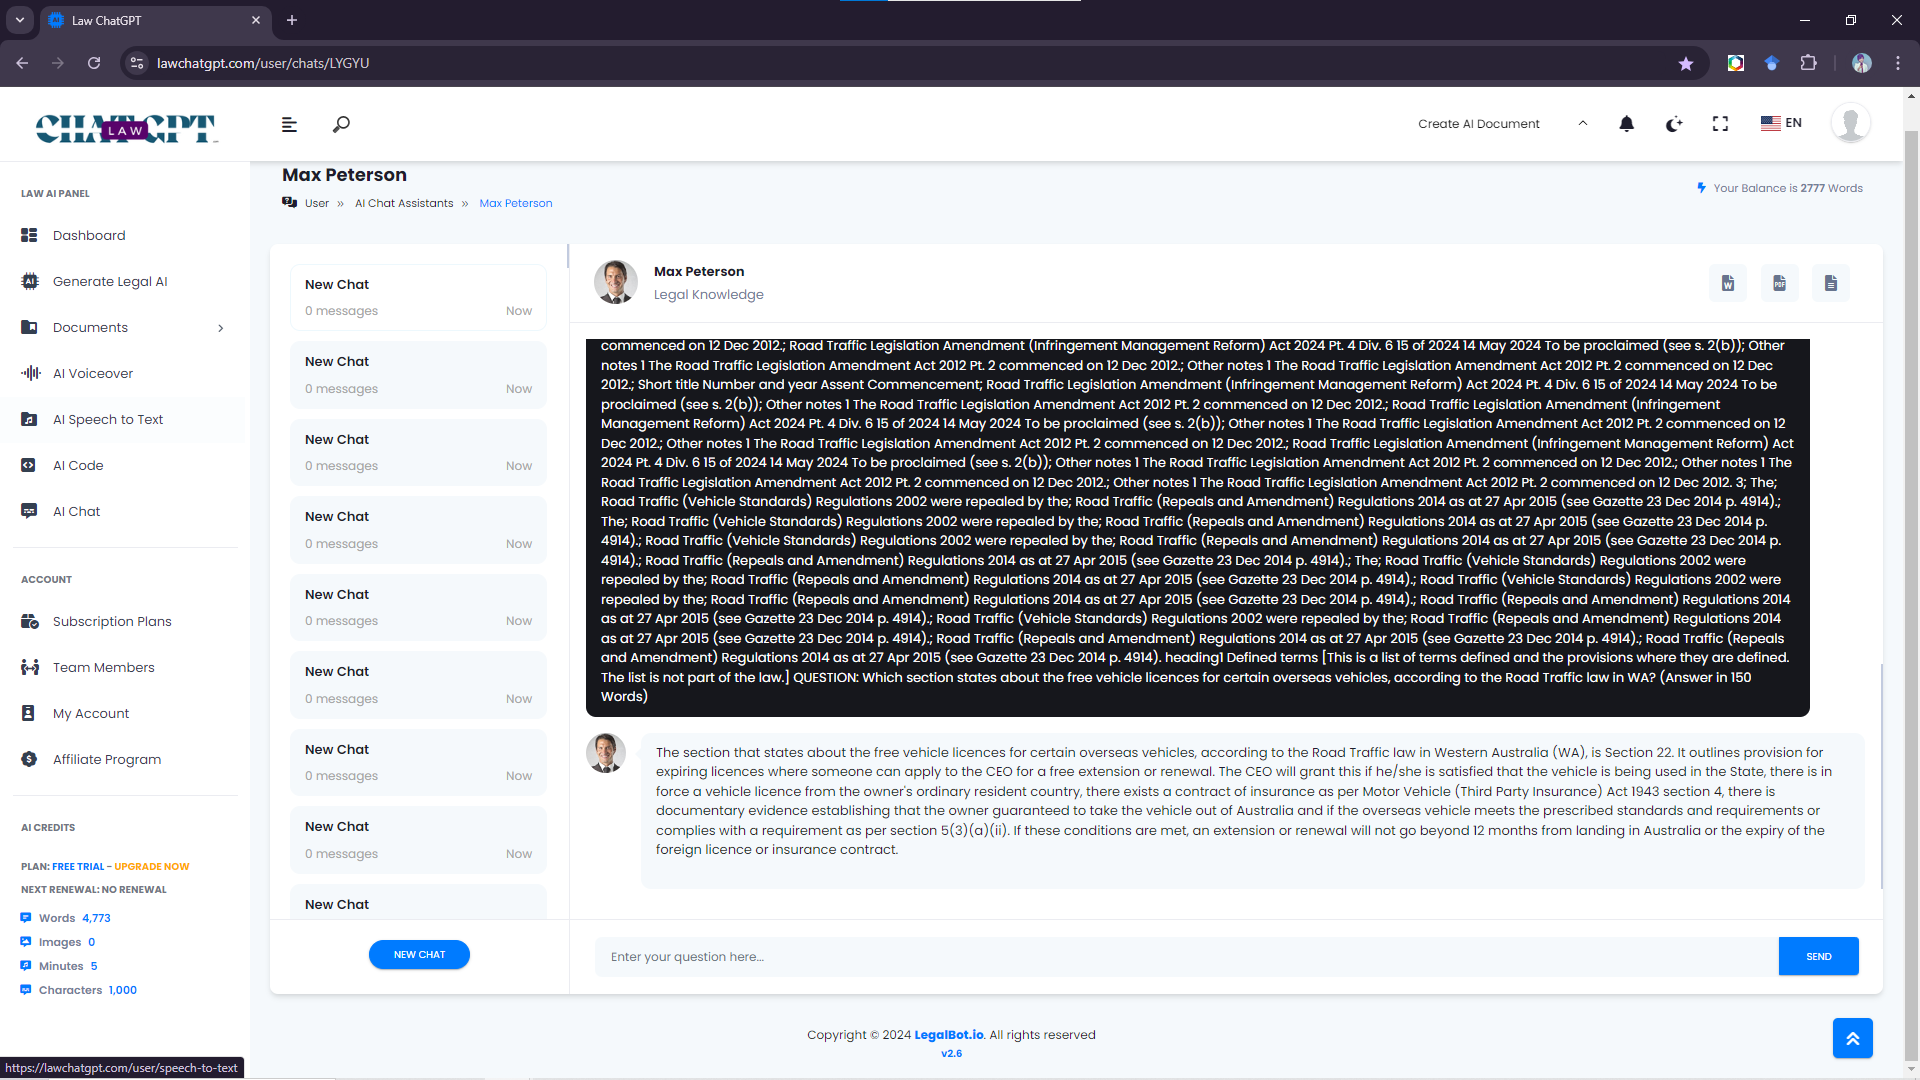 Law ChatGPT
lawchatgpt.com/user/chats/LYGYU
CHATGPT
LAW
Create AI Document
EN
LAW AI PANEL
Dashboard
Generate Legal AI
Documents
AI Voiceover
AI Speech to Text
AI Code
AI Chat
ACCOUNT
Subscription Plans
Team Members
My Account
Affiliate Program
AI CREDITS
PLAN: FREE TRIAL - UPGRADE NOW
NEXT RENEWAL: NO RENEWAL
Words 4,773
Images 0
Minutes 5
Characters 1,000
https://lawchatgpt.com/user/speech-to-text
Max Peterson
User » AI Chat Assistants » Max Peterson
Your Balance is 2777 Words
New Chat
0 messages Now
New Chat
0 messages Now
New Chat
0 messages Now
New Chat
0 messages Now
New Chat
0 messages Now
New Chat
0 messages Now
New Chat
0 messages Now
New Chat
0 messages Now
New Chat
NEW CHAT
Max Peterson
Legal Knowledge
commenced on 12 Dec 2012.; Road Traffic Legislation Amendment (Infringement Management Reform) Act 2024 Pt. 4 Div. 6 15 of 2024 14 May 2024 To be proclaimed (see s. 2(b)); Other
notes 1 The Road Traffic Legislation Amendment Act 2012 Pt. 2 commenced on 12 Dec 2012.; Other notes 1 The Road Traffic Legislation Amendment Act 2012 Pt. 2 commenced on 12 Dec
2012.; Short title Number and year Assent Commencement; Road Traffic Legislation Amendment (Infringement Management Reform) Act 2024 Pt. 4 Div. 6 15 of 2024 14 May 2024 To be
proclaimed (see s. 2(b)); Other notes 1 The Road Traffic Legislation Amendment Act 2012 Pt. 2 commenced on 12 Dec 2012.; Road Traffic Legislation Amendment (Infringement
Management Reform) Act 2024 Pt. 4 Div. 6 15 of 2024 14 May 2024 To be proclaimed (see s. 2(b)); Other notes 1 The Road Traffic Legislation Amendment Act 2012 Pt. 2 commenced on 12
Dec 2012.; Other notes 1 The Road Traffic Legislation Amendment Act 2012 Pt. 2 commenced on 12 Dec 2012.; Road Traffic Legislation Amendment (Infringement Management Reform) Act
2024 Pt. 4 Div. 6 15 of 2024 14 May 2024 To be proclaimed (see s. 2(b)); Other notes 1 The Road Traffic Legislation Amendment Act 2012 Pt. 2 commenced on 12 Dec 2012.; Other notes 1 The
Road Traffic Legislation Amendment Act 2012 Pt. 2 commenced on 12 Dec 2012.; Other notes 1 The Road Traffic Legislation Amendment Act 2012 Pt. 2 commenced on 12 Dec 2012. 3; The;
Road Traffic (Vehicle Standards) Regulations 2002 were repealed by the; Road Traffic (Repeals and Amendment) Regulations 2014 as at 27 Apr 2015 (see Gazette 23 Dec 2014 p. 4914).;
The; Road Traffic (Vehicle Standards) Regulations 2002 were repealed by the; Road Traffic (Repeals and Amendment) Regulations 2014 as at 27 Apr 2015 (see Gazette 23 Dec 2014 p.
4914).; Road Traffic (Vehicle Standards) Regulations 2002 were repealed by the; Road Traffic (Repeals and Amendment) Regulations 2014 as at 27 Apr 2015 (see Gazette 23 Dec 2014 p.
4914).; Road Traffic (Repeals and Amendment) Regulations 2014 as at 27 Apr 2015 (see Gazette 23 Dec 2014 p. 4914).; The; Road Traffic (Vehicle Standards) Regulations 2002 were
repealed by the; Road Traffic (Repeals and Amendment) Regulations 2014 as at 27 Apr 2015 (see Gazette 23 Dec 2014 p. 4914).; Road Traffic (Vehicle Standards) Regulations 2002 were
repealed by the; Road Traffic (Repeals and Amendment) Regulations 2014 as at 27 Apr 2015 (see Gazette 23 Dec 2014 p. 4914).; Road Traffic (Repeals and Amendment) Regulations 2014
as at 27 Apr 2015 (see Gazette 23 Dec 2014 p. 4914).; Road Traffic (Vehicle Standards) Regulations 2002 were repealed by the; Road Traffic (Repeals and Amendment) Regulations 2014
as at 27 Apr 2015 (see Gazette 23 Dec 2014 p. 4914).; Road Traffic (Repeals and Amendment) Regulations 2014 as at 27 Apr 2015 (see Gazette 23 Dec 2014 p. 4914).; Road Traffic (Repeals
and Amendment) Regulations 2014 as at 27 Apr 2015 (see Gazette 23 Dec 2014 p. 4914). heading1 Defined terms [This is a list of terms defined and the provisions where they are defined.
The list is not part of the law.] QUESTION: Which section states about the free vehicle licences for certain overseas vehicles, according to the Road Traffic law in WA? (Answer in 150
Words)
The section that states about the free vehicle licences for certain overseas vehicles, according to the Road Traffic law in Western Australia (WA), is Section 22. It outlines provision for
expiring licences where someone can apply to the CEO for a free extension or renewal. The CEO will grant this if he/she is satisfied that the vehicle is being used in the State, there is in
force a vehicle licence from the owner's ordinary resident country, there exists a contract of insurance as per Motor Vehicle (Third Party Insurance) Act 1943 section 4, there is
documentary evidence establishing that the owner guaranteed to take the vehicle out of Australia and if the overseas vehicle meets the prescribed standards and requirements or
complies with a requirement as per section 5(3)(a)(ii). If these conditions are met, an extension or renewal will not go beyond 12 months from landing in Australia or the expiry of the
foreign licence or insurance contract.
Enter your question here...
SEND
Copyright © 2024 LegalBot.io. All rights reserved
v2.6